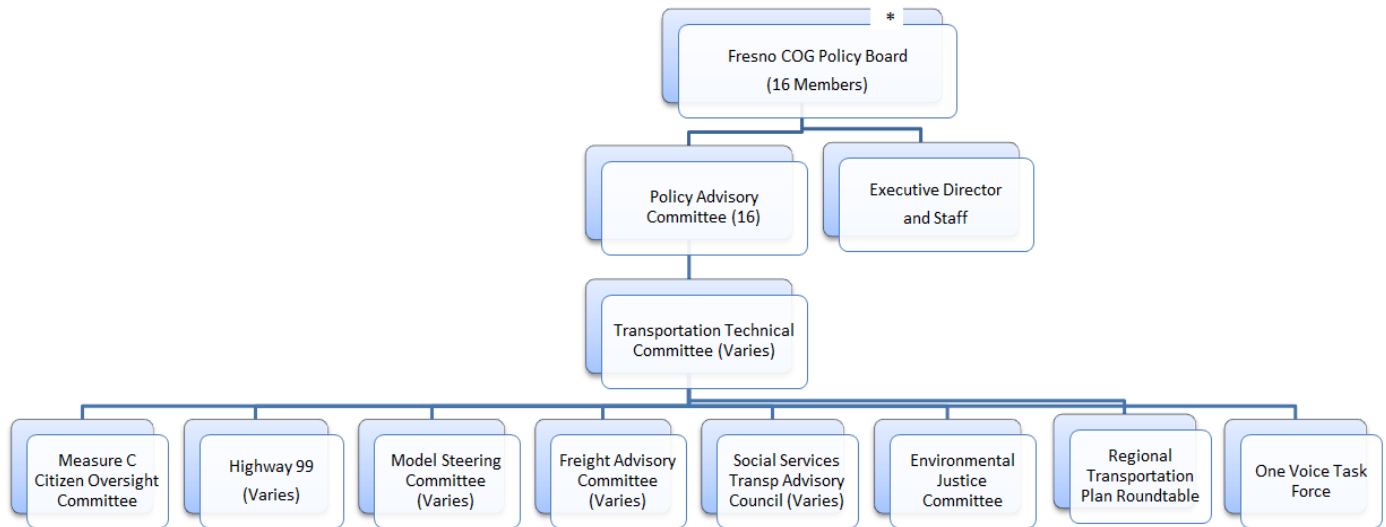 *
Fresno COG Policy Board
(16 Members)
Policy Advisory
Committee (16)
Executive Director
and Staff
Transportation Technical
Committee (Varies)
Measure C
Citizen Oversight
Committee
Highway 99
(Varies)
Model Steering
Committee
(Varies)
Freight Advisory
Committee
(Varies)
Social Services
Transp Advisory
Council (Varies)
Environmental
Justice
Committee
Regional
Transportation
Plan Roundtable
One Voice Task
Force